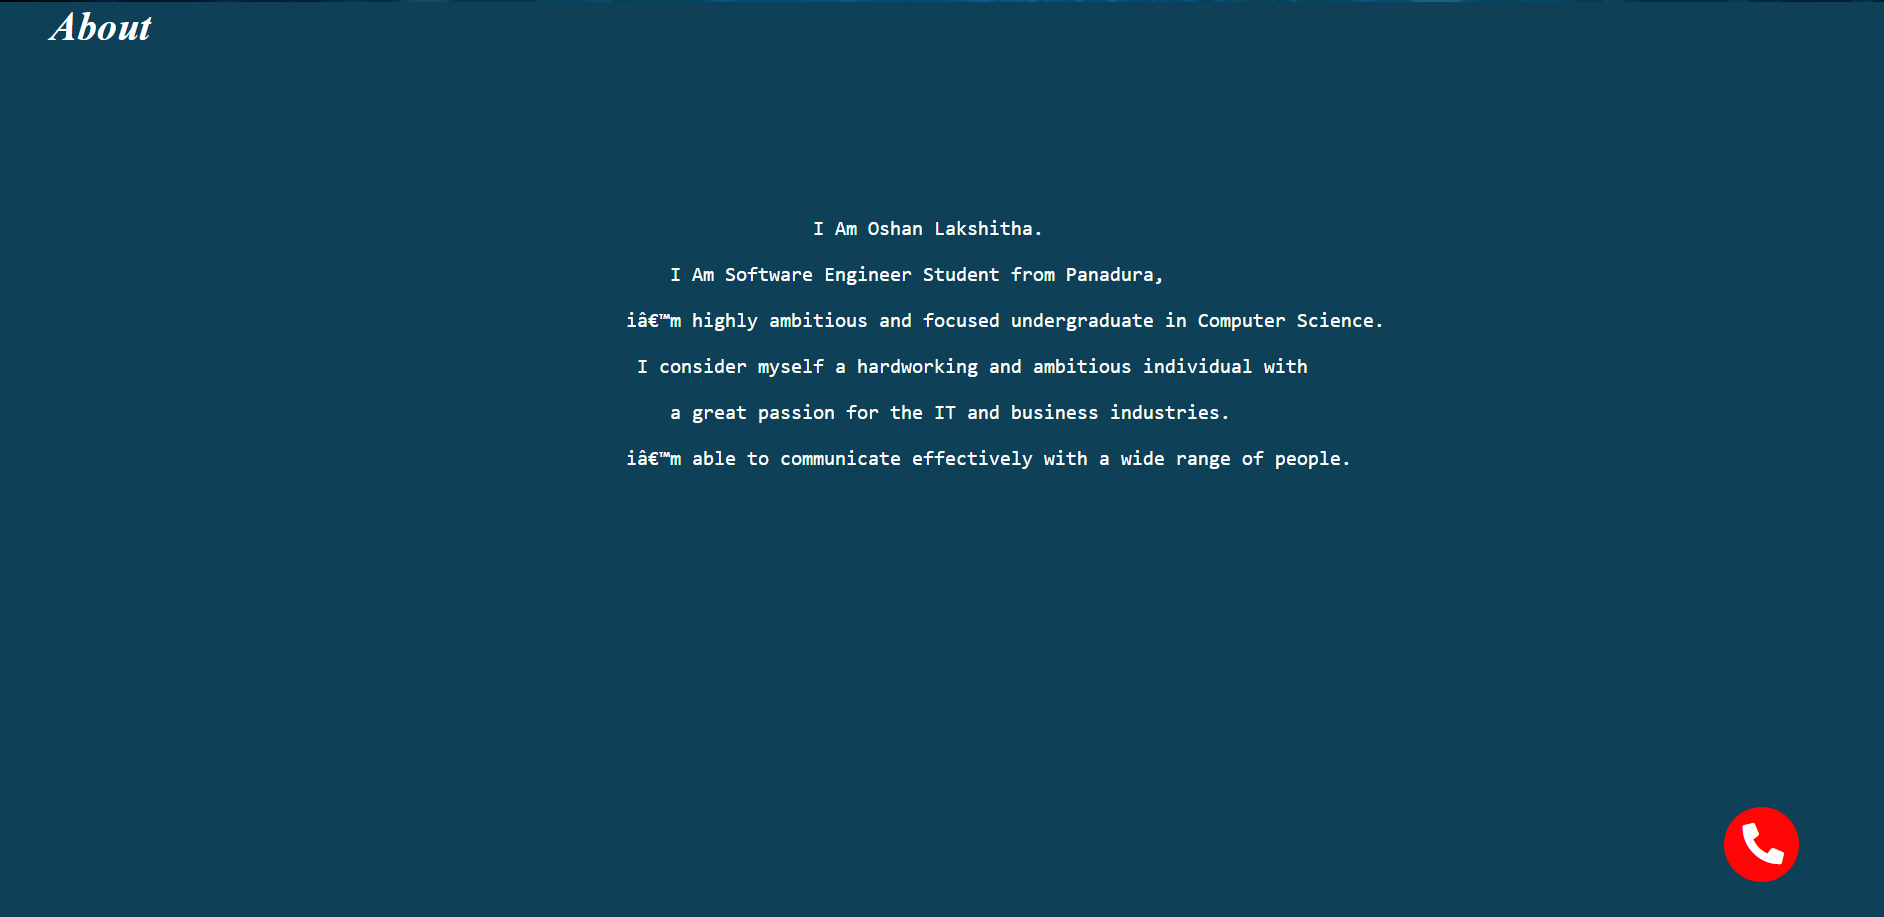 About
I Am Oshan Lakshitha.
I Am Software Engineer Student from Panadura,
iâ€™m highly ambitious and focused undergraduate in Computer Science.
I consider myself a hardworking and ambitious individual with
a great passion for the IT and business industries.
iâ€™m able to communicate effectively with a wide range of people.